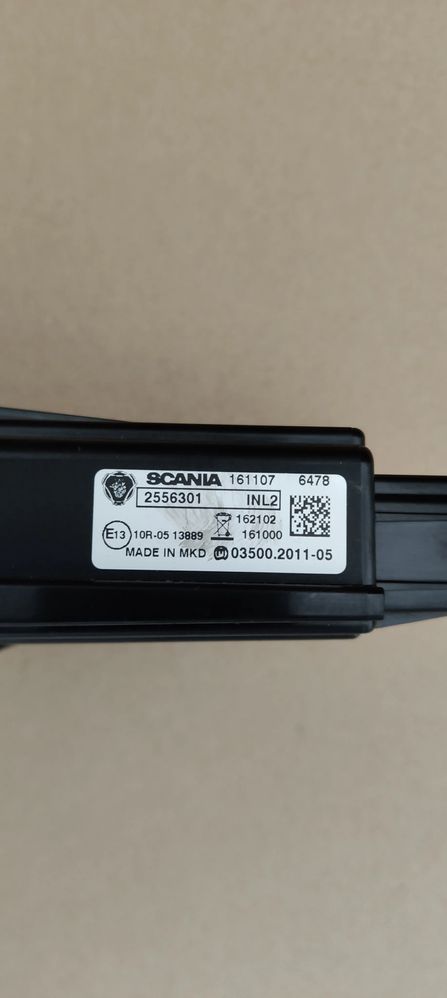 SCANIA 161107 6478
2556301 INL2
162102
E13 10R-05 13889 161000
MADE IN MKD 03500.2011-05